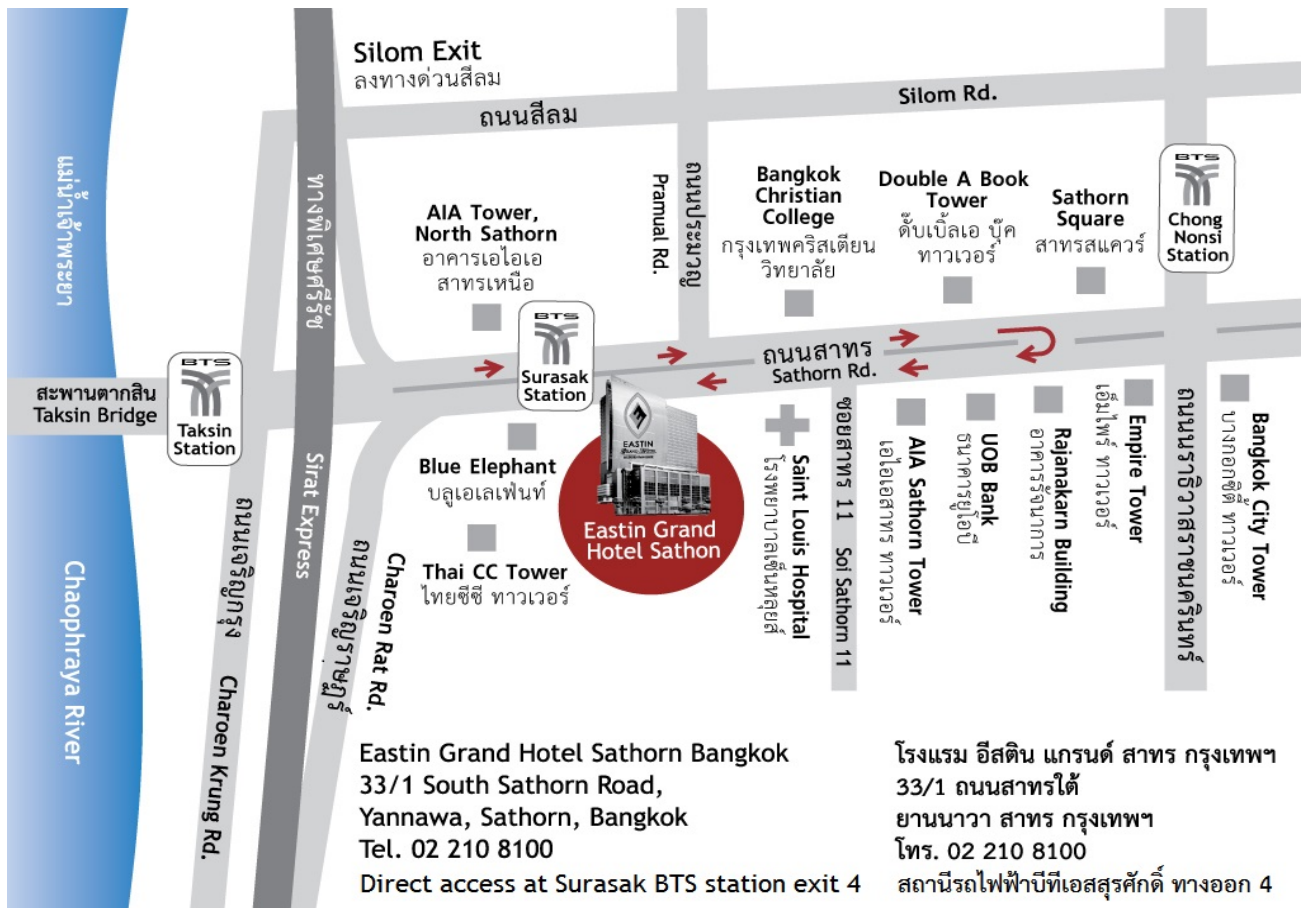 Silom Exit
ลงทางด่วนสีลม
ถนนสีลม
Silom Rd.
แม่น้ำเจ้าพระยา
Chaophraya River
ทางพิเศษศรีรัช
Sirat Express
AIA Tower,
North Sathorn
อาคารเอไอเอ
สาทรเหนือ
Pramual Rd.
ถนนประมวญ
Bangkok
Christian
College
กรุงเทพคริสเตียน
วิทยาลัย
Double A Book
Tower
ดั๊บเบิ้ลเอ บุ๊ค
ทาวเวอร์
Sathorn
Square
สาทรสแควร์
BTS
Chong
Nonsi
Station
BTS
Surasak
Station
ถนนสาทร
Sathorn Rd.
สะพานตากสิน
Taksin Bridge
BTS
Taksin
Station
Blue Elephant
บลูเอเลเฟ่นท์
Thai CC Tower
ไทยซีซี ทาวเวอร์
EASTIN
Eastin Grand
Hotel Sathon
Saint Louis Hospital
โรงพยาบาลเซ็นหลุยส์
ซอยสาทร 11 Soi Sathorn 11
AIA Sathorn Tower
เอไอเอสาทร ทาวเวอร์
UOB Bank
ธนาคารยูโอบี
Rajanakarn Building
อาคารรัจนาการ
Empire Tower
เอ็มไพร์ ทาวเวอร์
ถนนนราธิวาสราชนครินทร์
Bangkok City Tower
บางกอกซิตี้ ทาวเวอร์
ถนนเจริญกรุง
Charoen Krung Rd.
ถนนเจริญราษฎร์
Charoen Rat Rd.
Eastin Grand Hotel Sathorn Bangkok
33/1 South Sathorn Road,
Yannawa, Sathorn, Bangkok
Tel. 02 210 8100
Direct access at Surasak BTS station exit 4
โรงแรม อีสติน แกรนด์ สาทร กรุงเทพฯ
33/1 ถนนสาทรใต้
ยานนาวา สาทร กรุงเทพฯ
โทร. 02 210 8100
สถานีรถไฟฟ้าบีทีเอสสุรศักดิ์ ทางออก 4